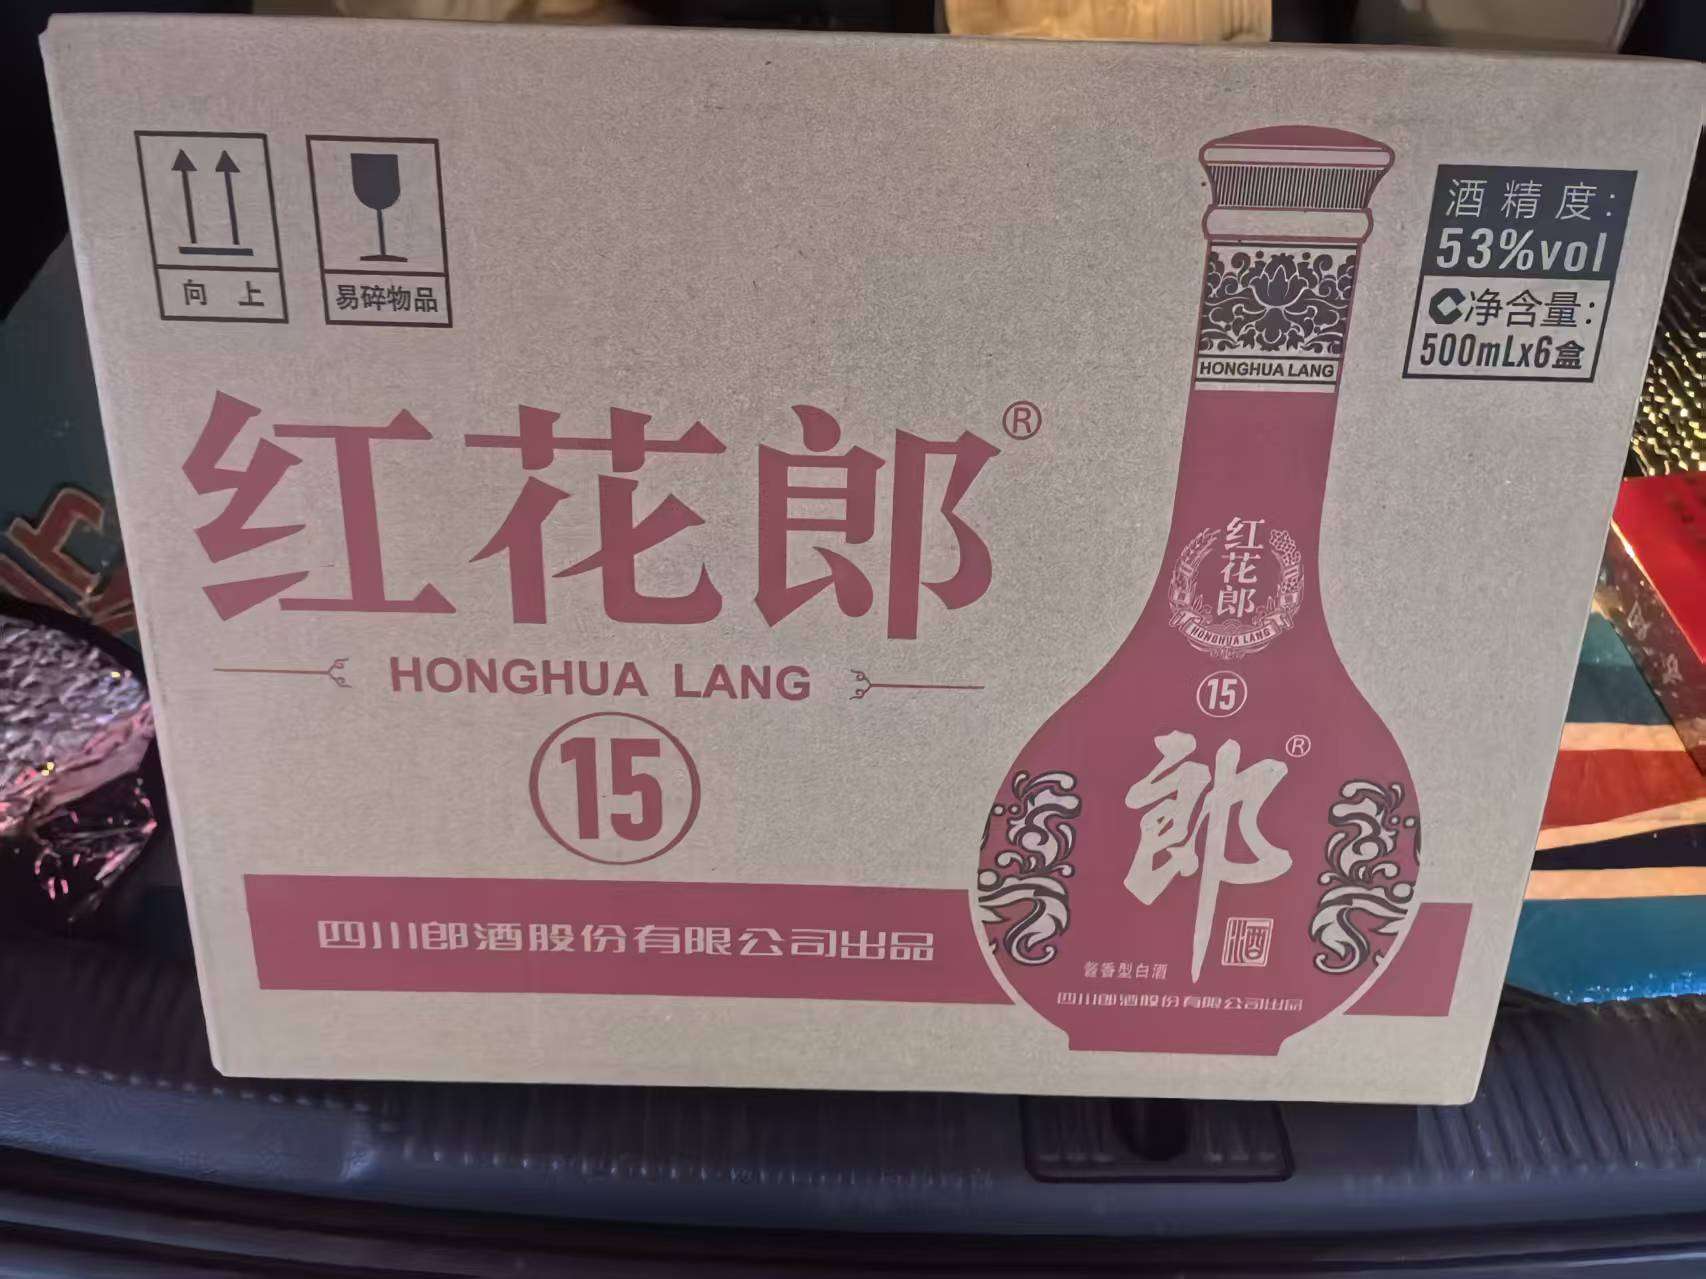 向 上
易碎物品
酒精度:
53%vol
净含量:
500mLx6盒
红花郎®
HONGHUA LANG
15
四川郎酒股份有限公司出品
HONGHUA LANG
红花郎
HONGHUA LANG
15
郎®
酒
酱香型白酒
四川郎酒股份有限公司出品